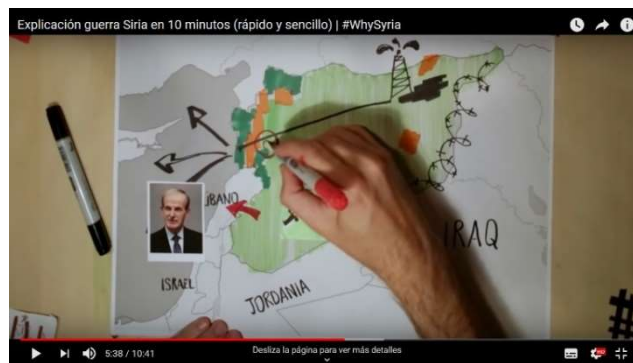 Explicación guerra Siria en 10 minutos (rápido y sencillo) | #WhySyria
ÍBANO
IRAQ
ISRAEL
JORDANIA
#
5:38 / 10:41
Desliza la página para ver más detalles